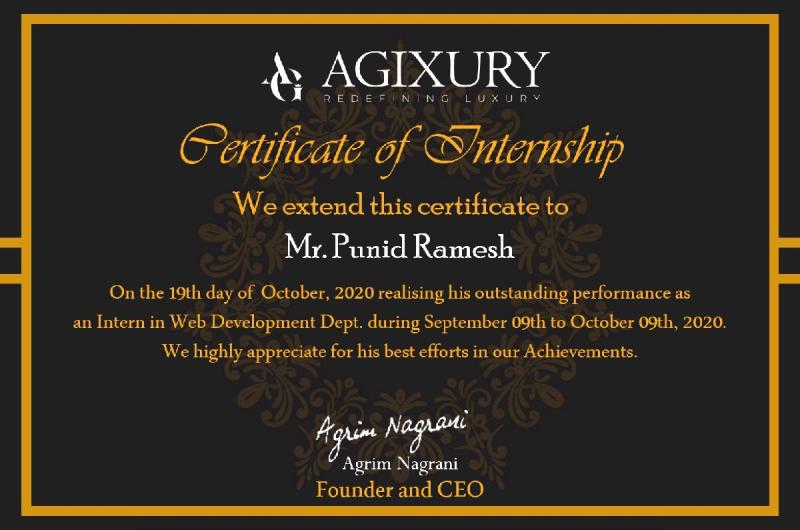 AGIXURY
REDEFINING LUXURY
Certificate of Internship
We extend this certificate to
Mr. Punid Ramesh
On the 19th day of October, 2020 realising his outstanding performance as
an Intern in Web Development Dept. during September 09th to October 09th, 2020.
We highly appreciate for his best efforts in our Achievements.
Agrim Nagrani
Agrim Nagrani
Founder and CEO